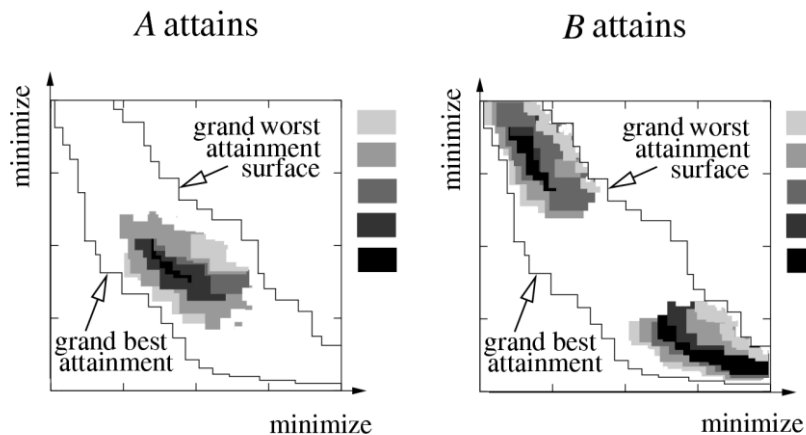 A attains
minimize
grand worst
attainment
surface
grand best
attainment
minimize
B attains
minimize
grand worst
attainment
surface
grand best
attainment
minimize